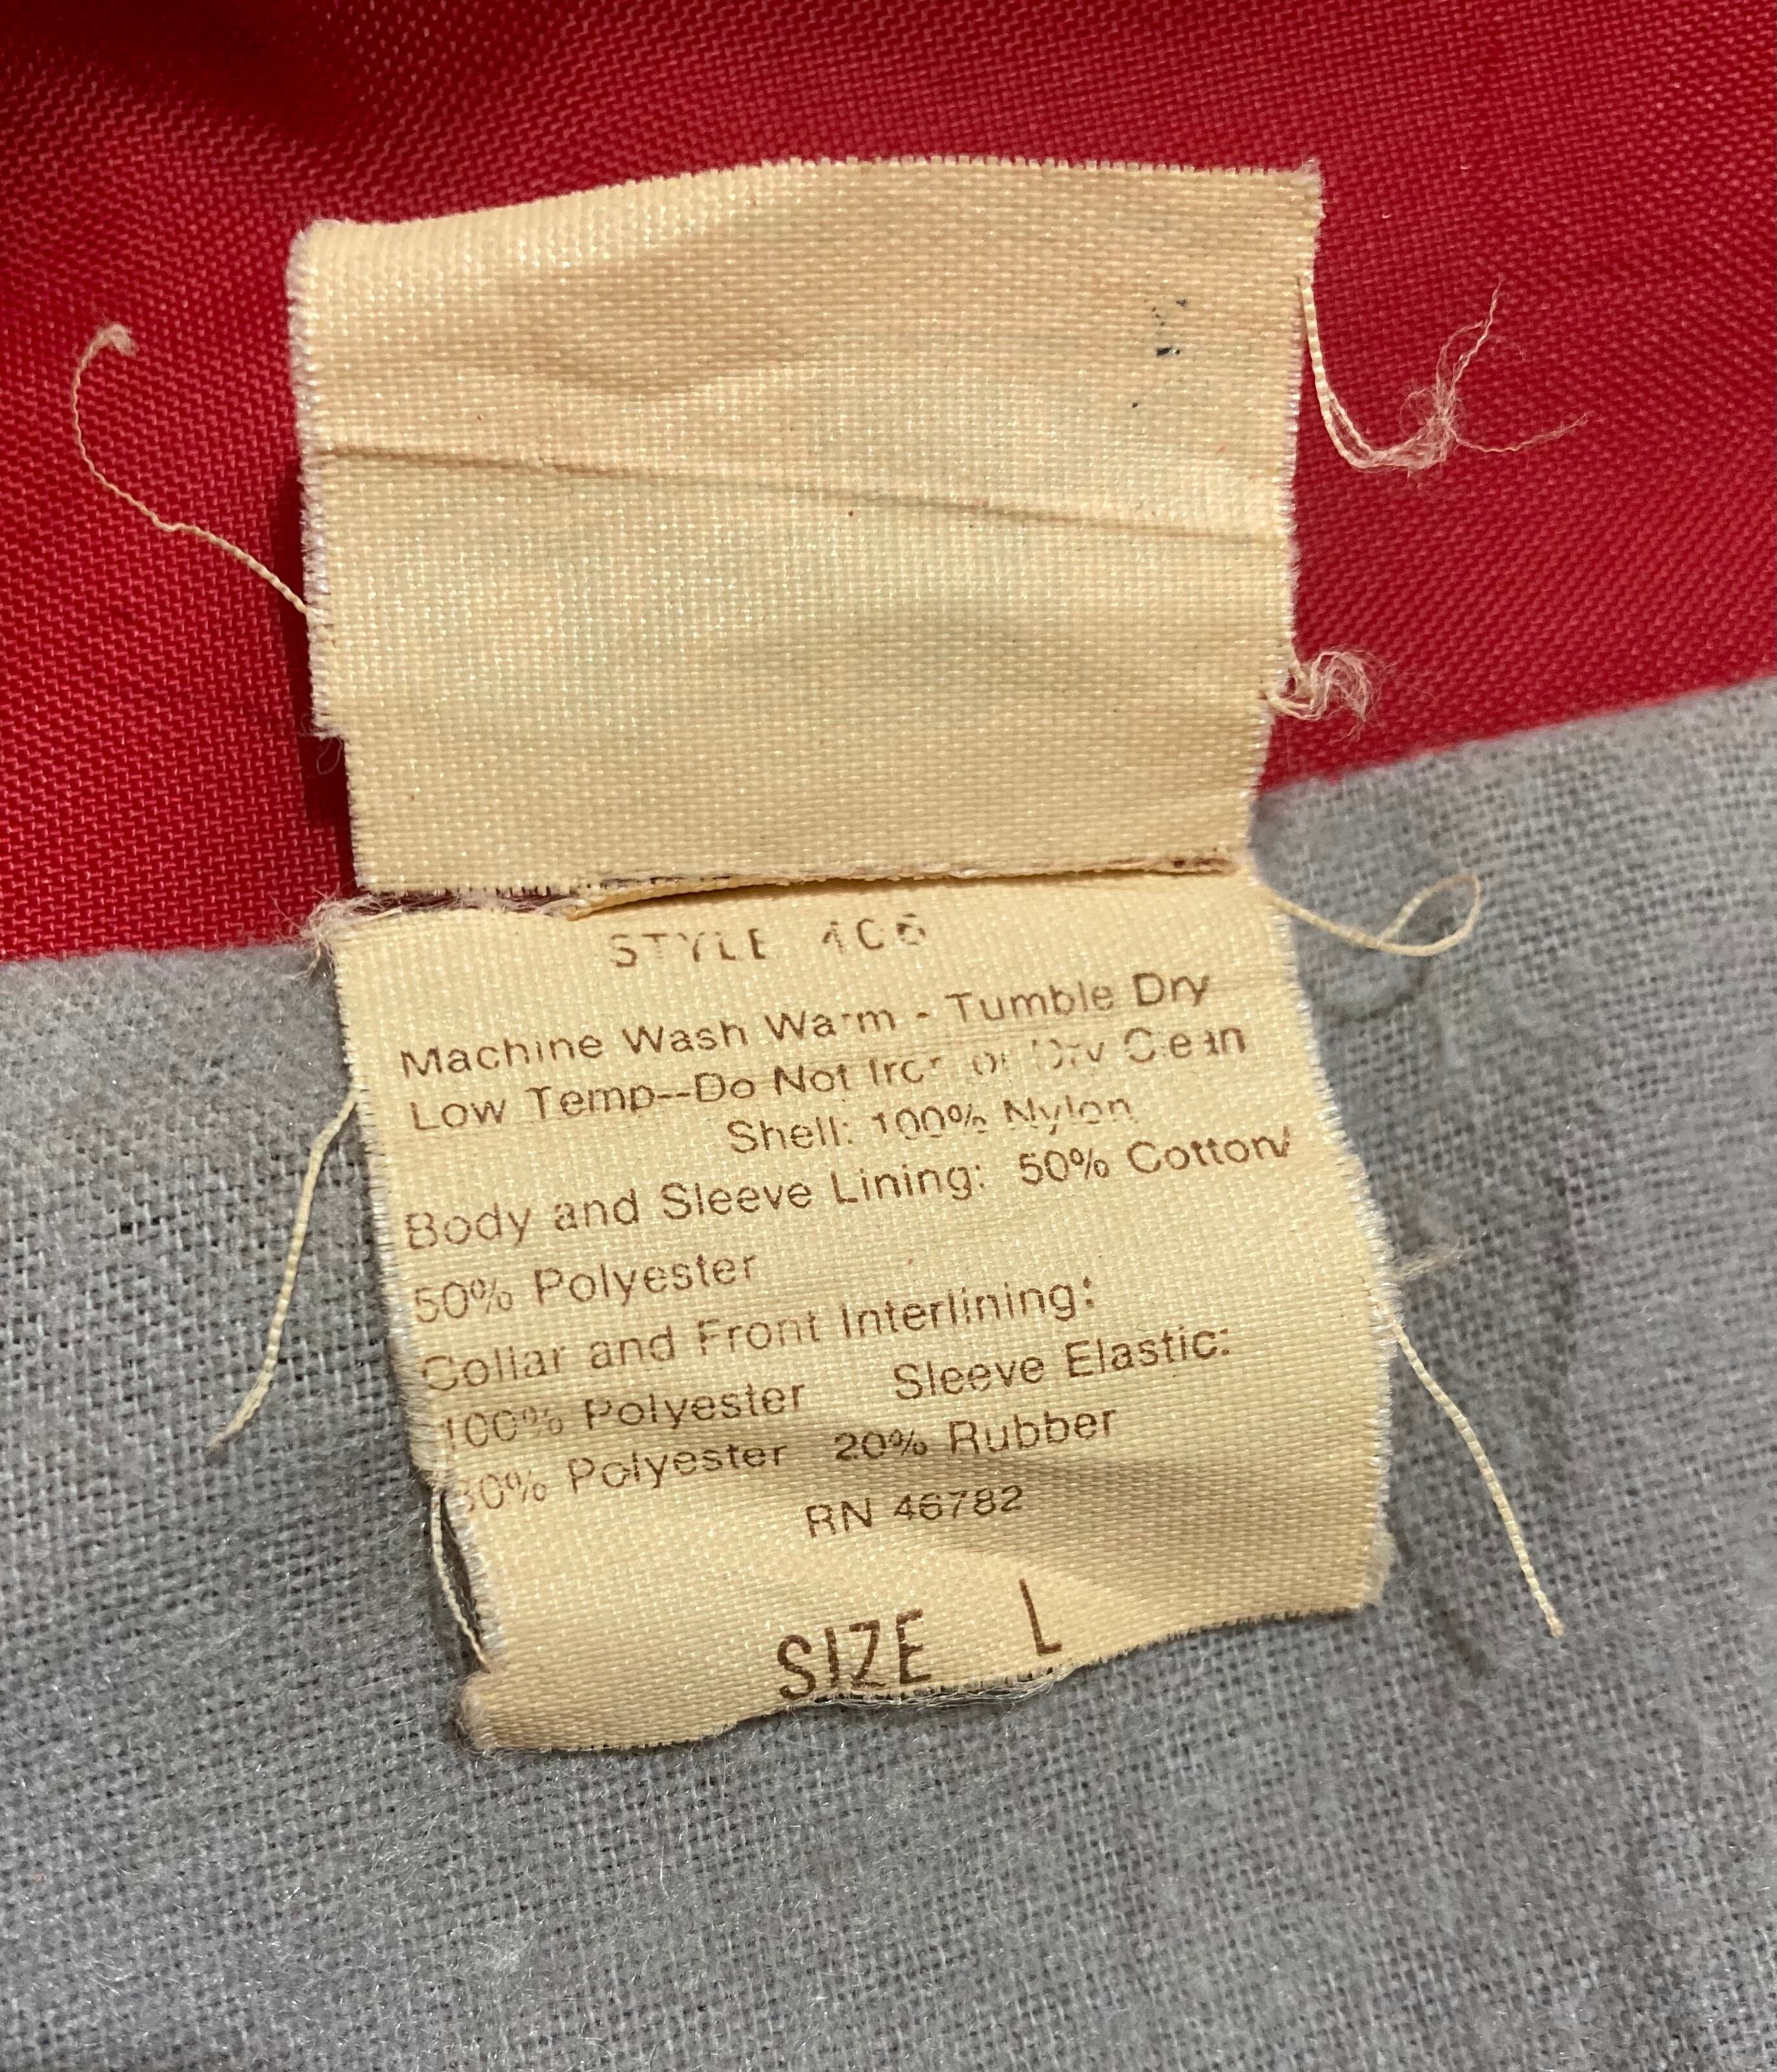 STYLE 406
Machine Wash Warm - Tumble Dry
Low Temp--Do Not Iron or Dry Clean
Shell: 100% Nylon
Body and Sleeve Lining: 50% Cotton/
50% Polyester
Collar and Front Interlining:
100% Polyester Sleeve Elastic:
80% Polyester 20% Rubber
RN 46782
SIZE L